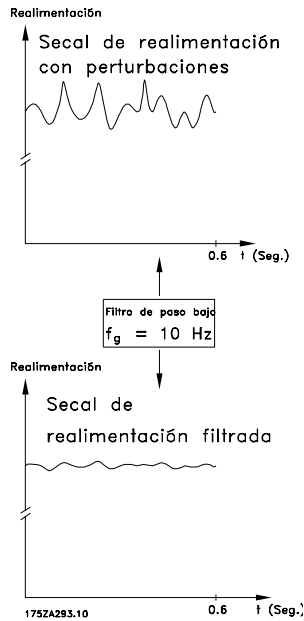 Realimentación
Secal de realimentación
con perturbaciones
0.6 t (Seg.)
Filtro de paso bajo
fg = 10 Hz
Realimentación
Secal de
realimentación filtrada
175ZA293.10
0.6 t (Seg.)